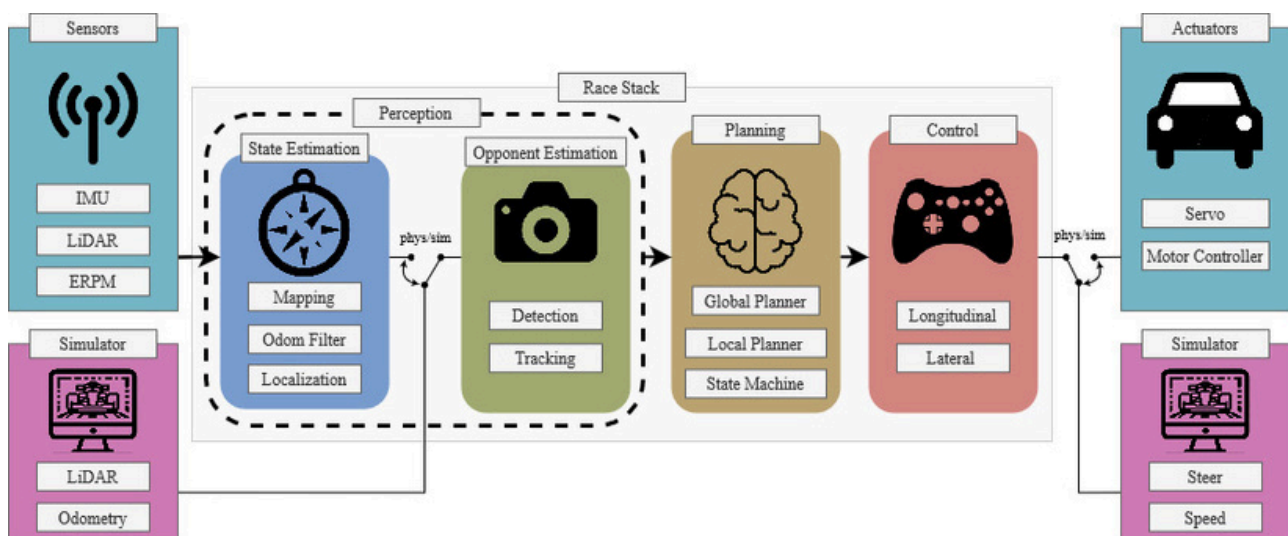 Sensors
IMU
LiDAR
ERPM
Simulator
LiDAR
Odometry
Race Stack
Perception
State Estimation
Mapping
Odom Filter
Localization
phys/sim
Opponent Estimation
Detection
Tracking
Planning
Global Planner
Local Planner
State Machine
Control
Longitudinal
Lateral
phys/sim
Actuators
Servo
Motor Controller
Simulator
Steer
Speed